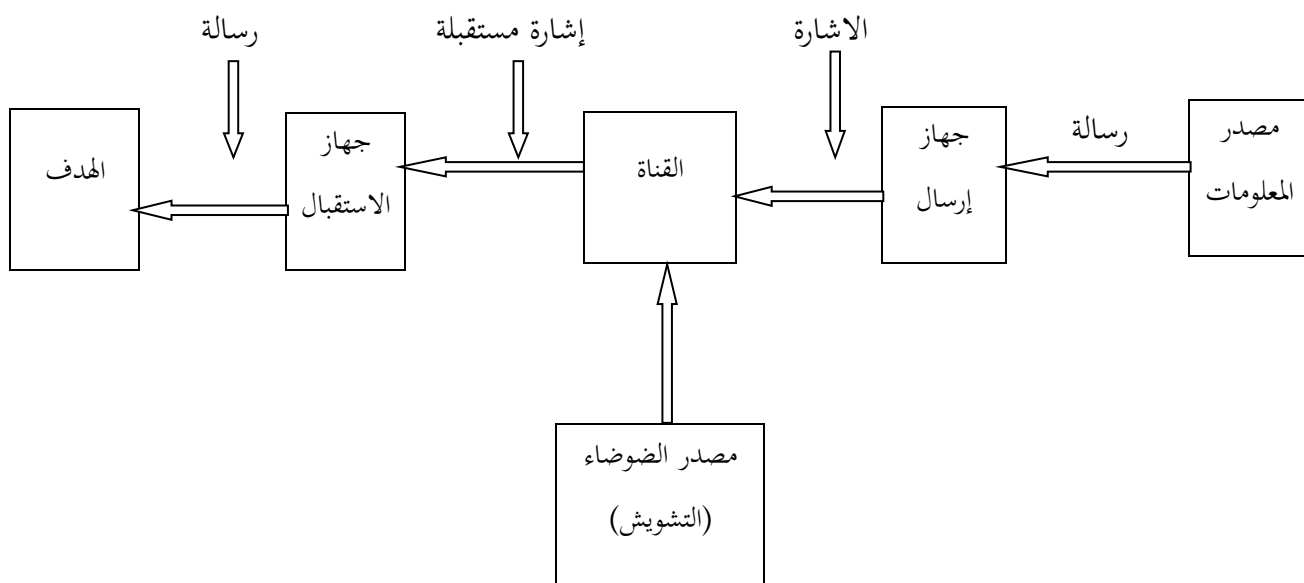 الاشارة
إشارة مستقبلة
رسالة
مصدر
المعلومات
رسالة
جهاز
إرسال
القناة
جهاز
الاستقبال
الهدف
مصدر الضوضاء
(التشويش)